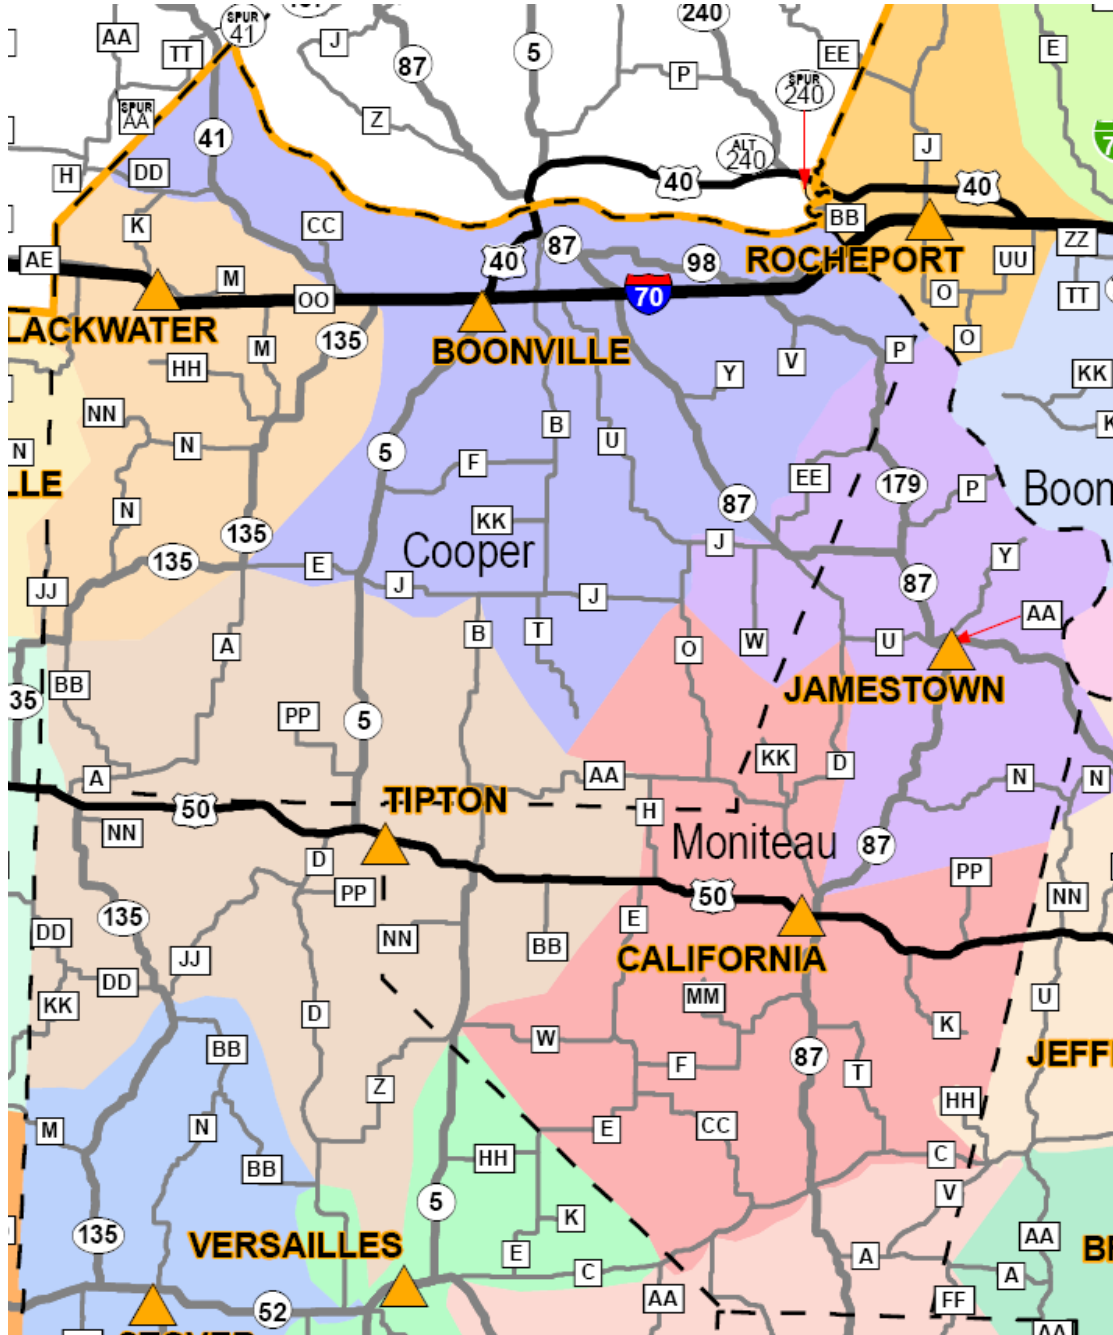 SPUR
41
240
AA
J
5
EE
E
TT
87
P
SPUR
240
SPUR
AA
Z
41
J
ALT
240
H
DD
40
40
K
CC
BB
87
ZZ
AE
40
98
ROCHEPORT
UU
M
OO
70
O
TT
LACKWATER
135
BOONVILLE
O
M
V
P
HH
Y
KK
NN
B
5
U
N
N
F
EE
LLE
179
P
Boon
N
KK
87
135
Cooper
J
135
E
Y
J
J
87
JJ
AA
B
T
W
U
A
O
BB
JAMESTOWN
35
PP
5
KK
D
A
AA
N
N
TIPTON
50
H
NN
Moniteau
87
D
PP
PP
50
NN
135
E
DD
NN
BB
CALIFORNIA
JJ
DD
MM
U
KK
D
K
W
BB
87
JEFF
F
T
Z
HH
N
CC
M
E
C
BB
HH
V
5
K
135
AA
VERSAILLES
E
A
C
A
AA
FF
52
STOVER
AA